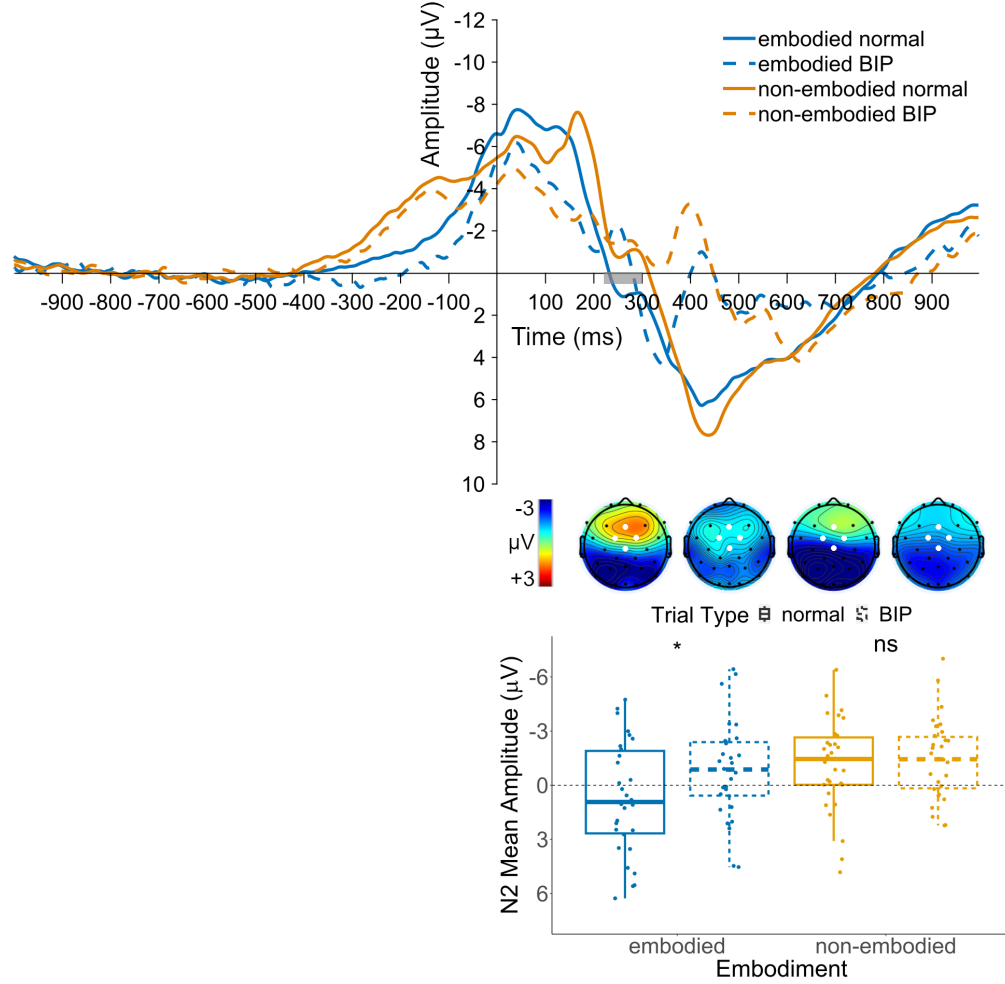 Amplitude (µV)
-12
-10
-8
-6
-4
-2
2
4
6
8
10
embodied normal
embodied BIP
non-embodied normal
non-embodied BIP
-900 -800 -700 -600 -500 -400 -300 -200 -100 100 200 300 400 500 600 700 800 900
Time (ms)
-3
µV
+3
Trial Type normal BIP
* ns
N2 Mean Amplitude (µV)
-6
-3
0
3
6
embodied non-embodied
Embodiment